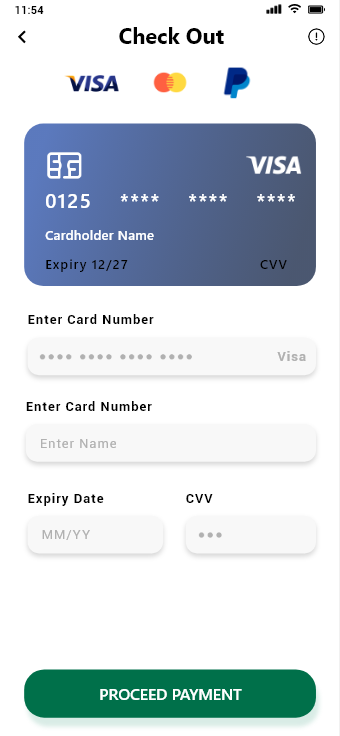 11:54
Check Out
VISA
VISA
0125 **** **** ****
Cardholder Name
Expiry 12/27 CVV
Enter Card Number
•••• •••• •••• •••• Visa
Enter Card Number
Enter Name
Expiry Date CVV
MM/YY •••
PROCEED PAYMENT